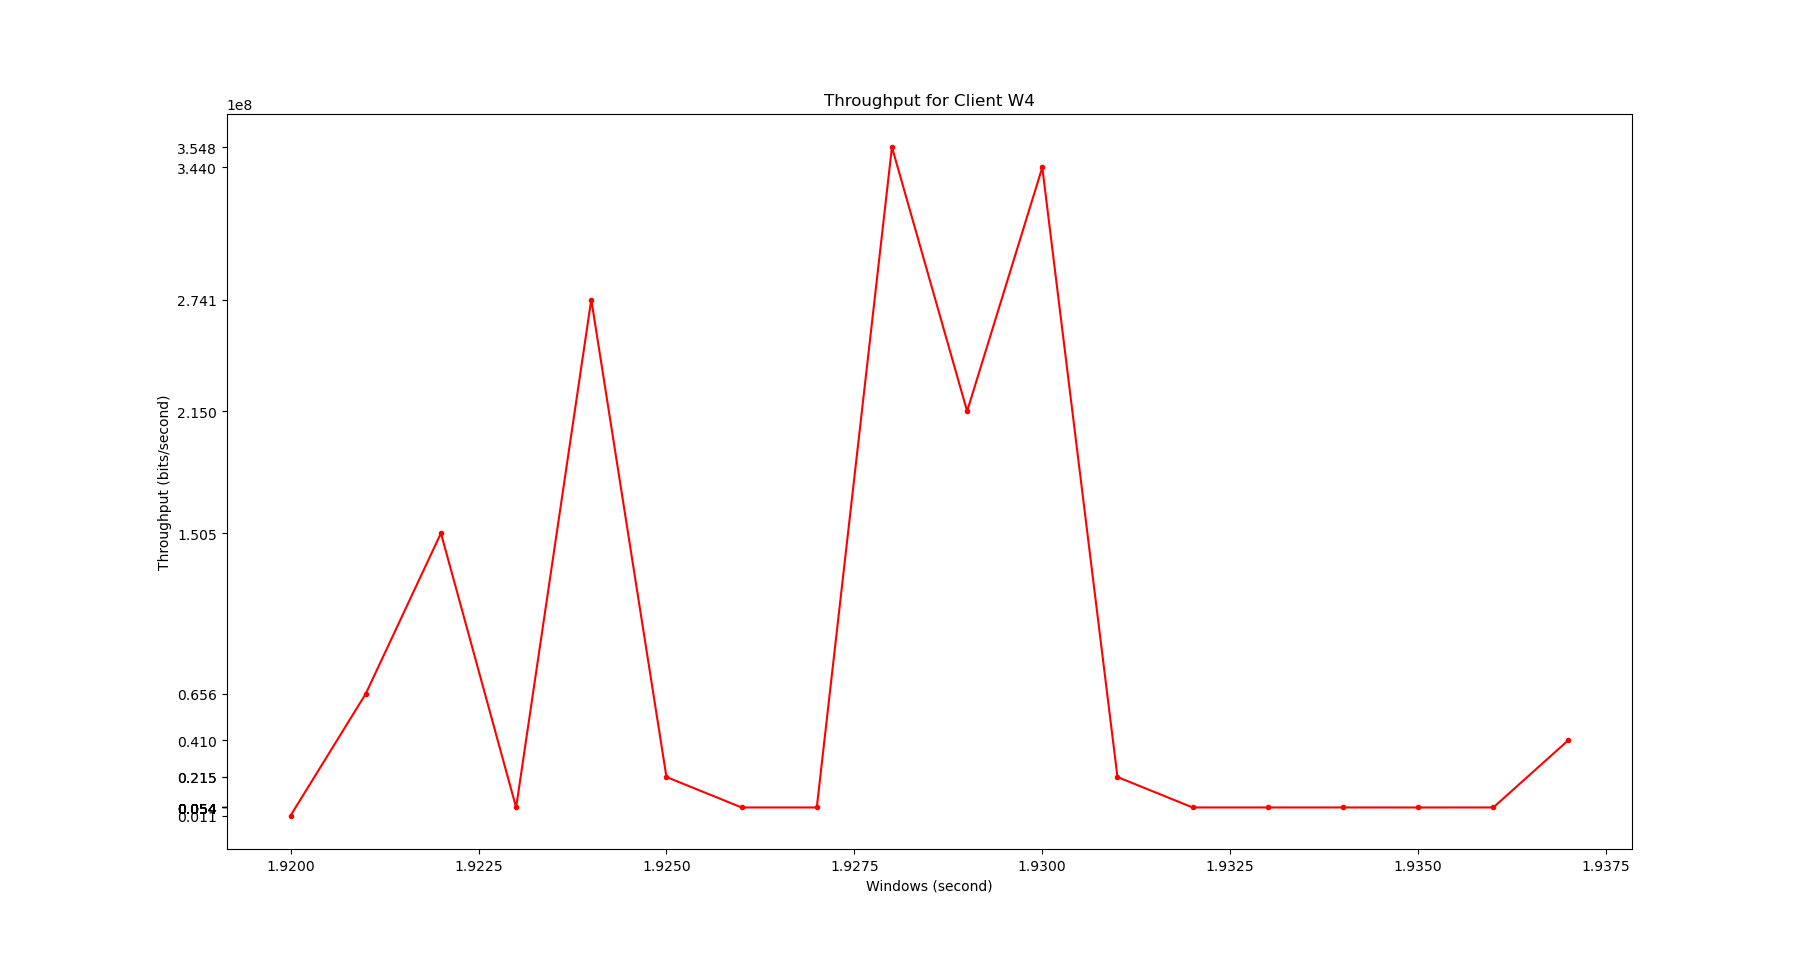 Throughput for Client W4
1e8
3.548
3.440
2.741
2.150
1.505
0.656
0.410
0.215
0.054
0.011
Throughput (bits/second)
1.9200 1.9225 1.9250 1.9275 1.9300 1.9325 1.9350 1.9375
Windows (second)